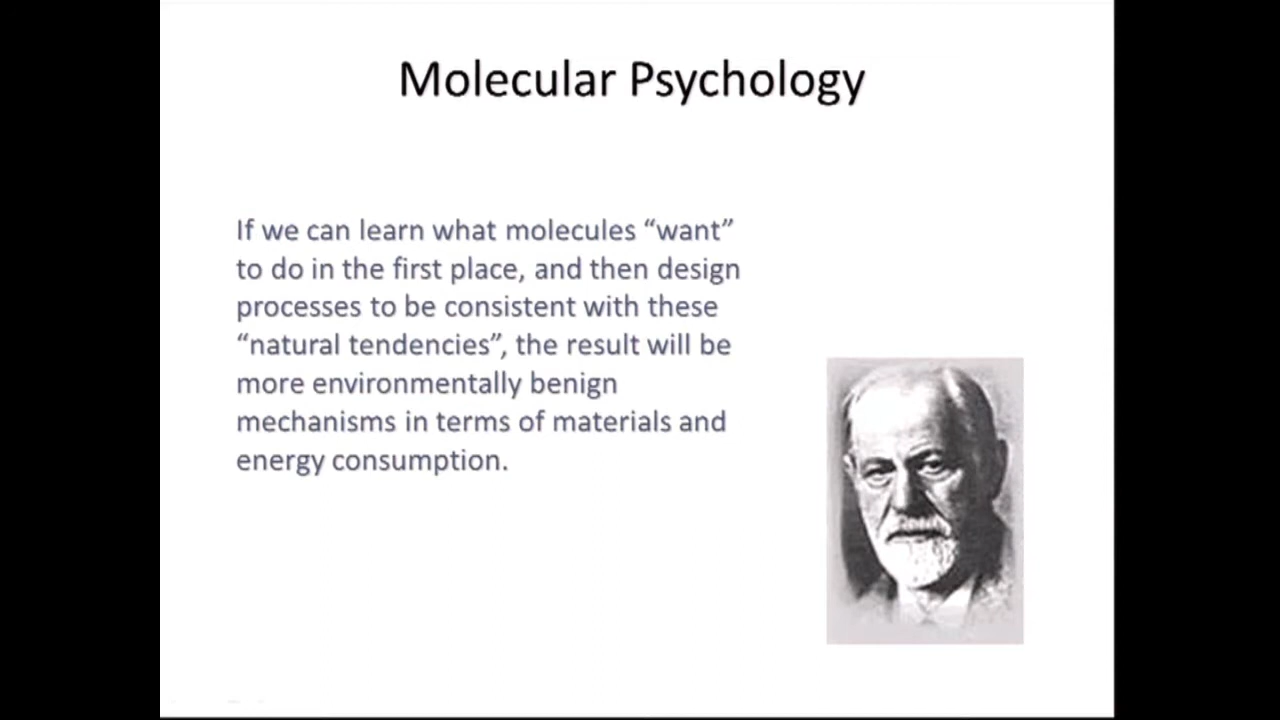 Molecular Psychology
If we can learn what molecules “want”
to do in the first place, and then design
processes to be consistent with these
“natural tendencies”, the result will be
more environmentally benign
mechanisms in terms of materials and
energy consumption.